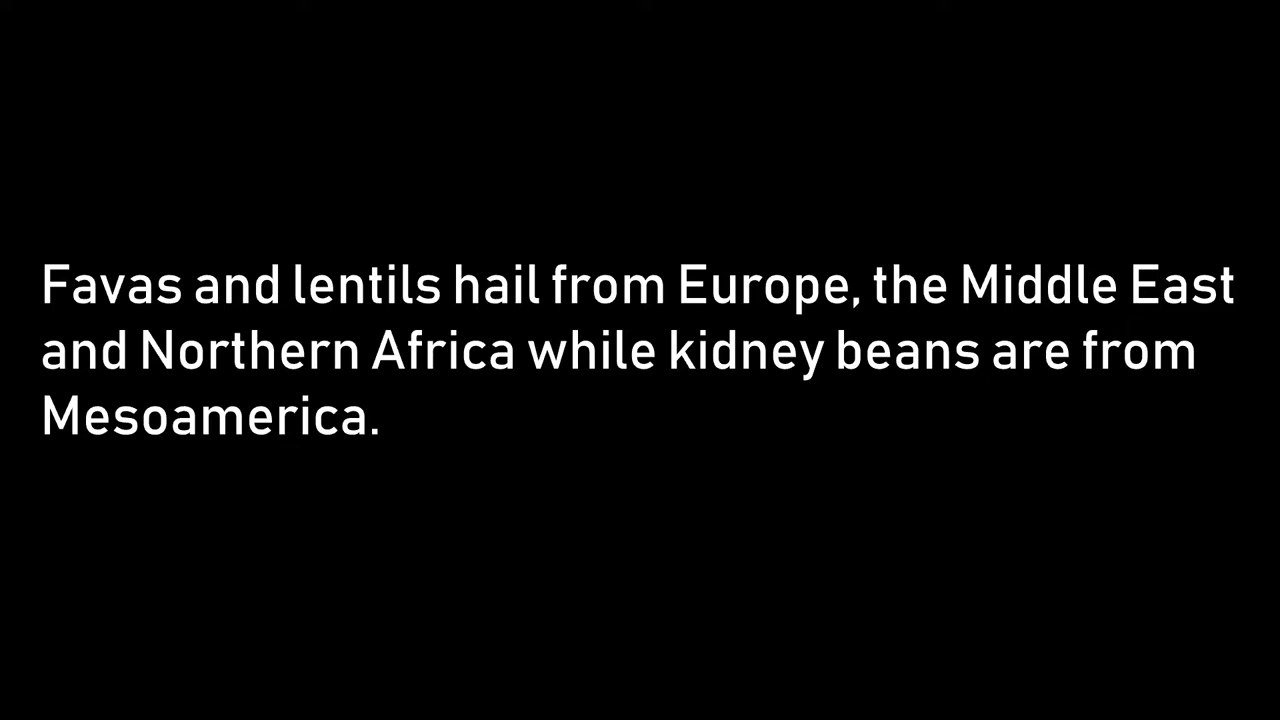 Favas and lentils hail from Europe, the Middle East
and Northern Africa while kidney beans are from
Mesoamerica.